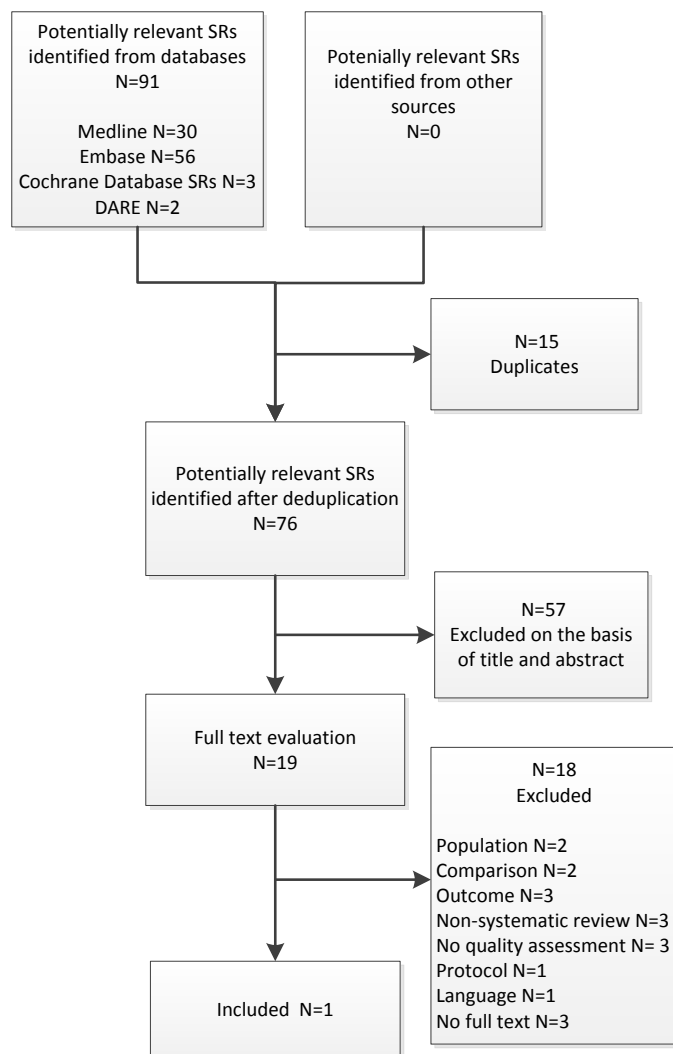 Potentially relevant SRs
identified from databases
N=91
Medline N=30
Embase N=56
Cochrane Database SRs N=3
DARE N=2
Potenially relevant SRs
identified from other
sources
N=0
N=15
Duplicates
Potentially relevant SRs
identified after deduplication
N=76
N=57
Excluded on the basis
of title and abstract
Full text evaluation
N=19
N=18
Excluded
Population N=2
Comparison N=2
Outcome N=3
Non-systematic review N=3
No quality assessment N= 3
Protocol N=1
Language N=1
No full text N=3
Included  N=1